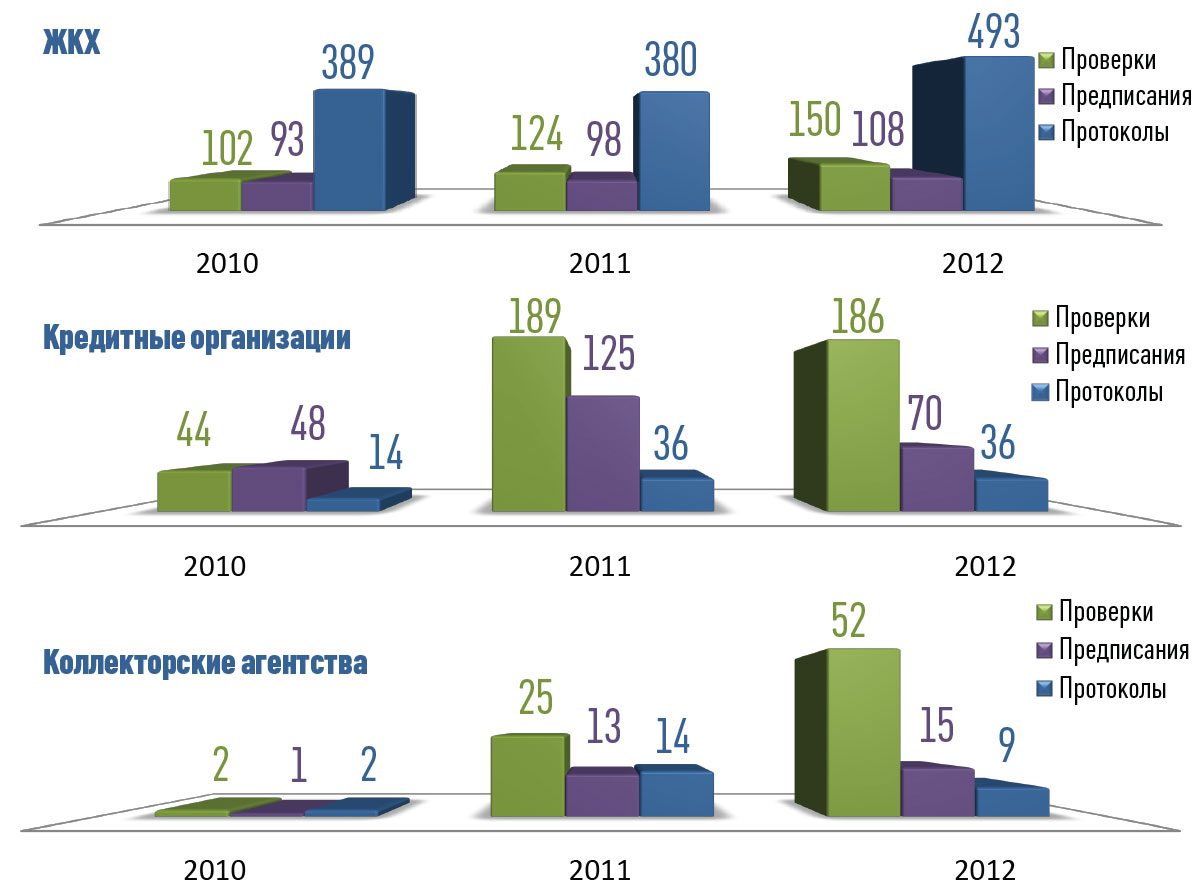 ЖКХ
102 93 389 124 98 380 150 108 493
Проверки
Предписания
Протоколы
2010 2011 2012
Кредитные организации
44 48 14 189 125 36 186 70 36
Проверки
Предписания
Протоколы
2010 2011 2012
Коллекторские агентства
2 1 2 25 13 14 52 15 9
Проверки
Предписания
Протоколы
2010 2011 2012